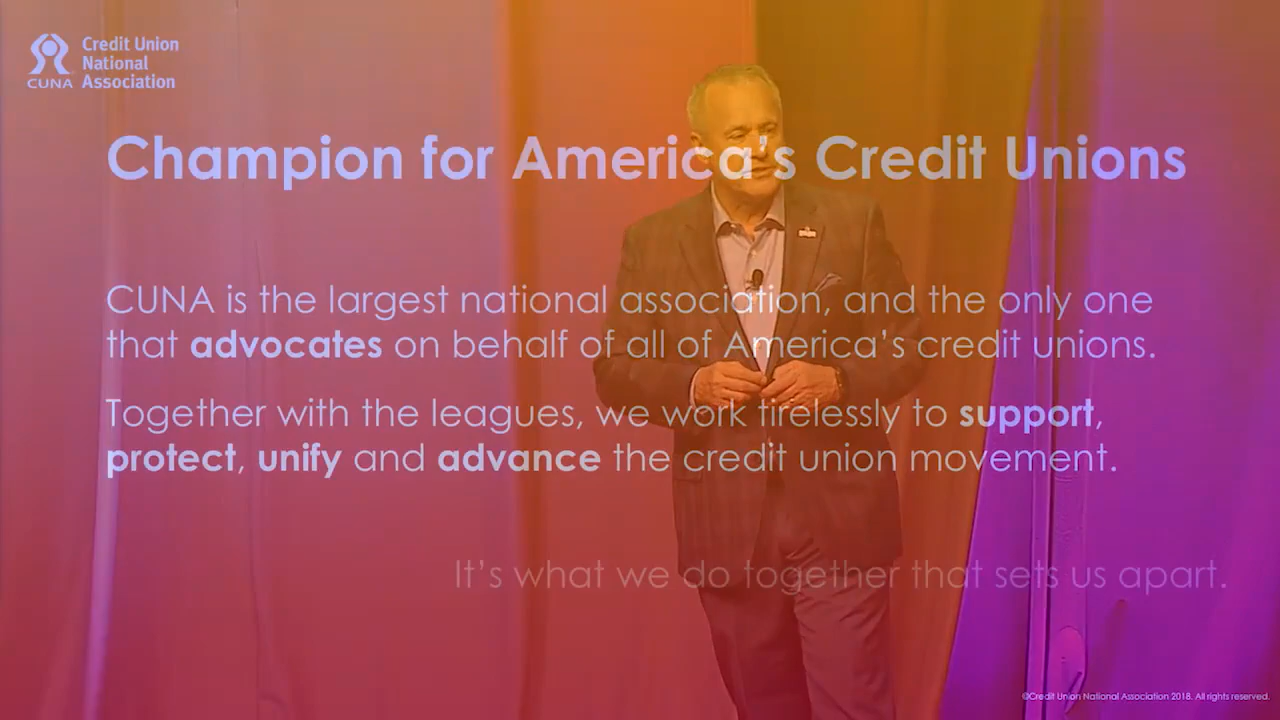 Credit Union
National
Association
CUNA
Champion for America's Credit Unions
CUNA is the largest national association, and the only one
that advocates on behalf of all of America’s credit unions.
Together with the leagues, we work tirelessly to support,
protect, unify and advance the credit union movement.
It’s what we do together that sets us apart.
©Credit Union National Association 2018. All rights reserved.